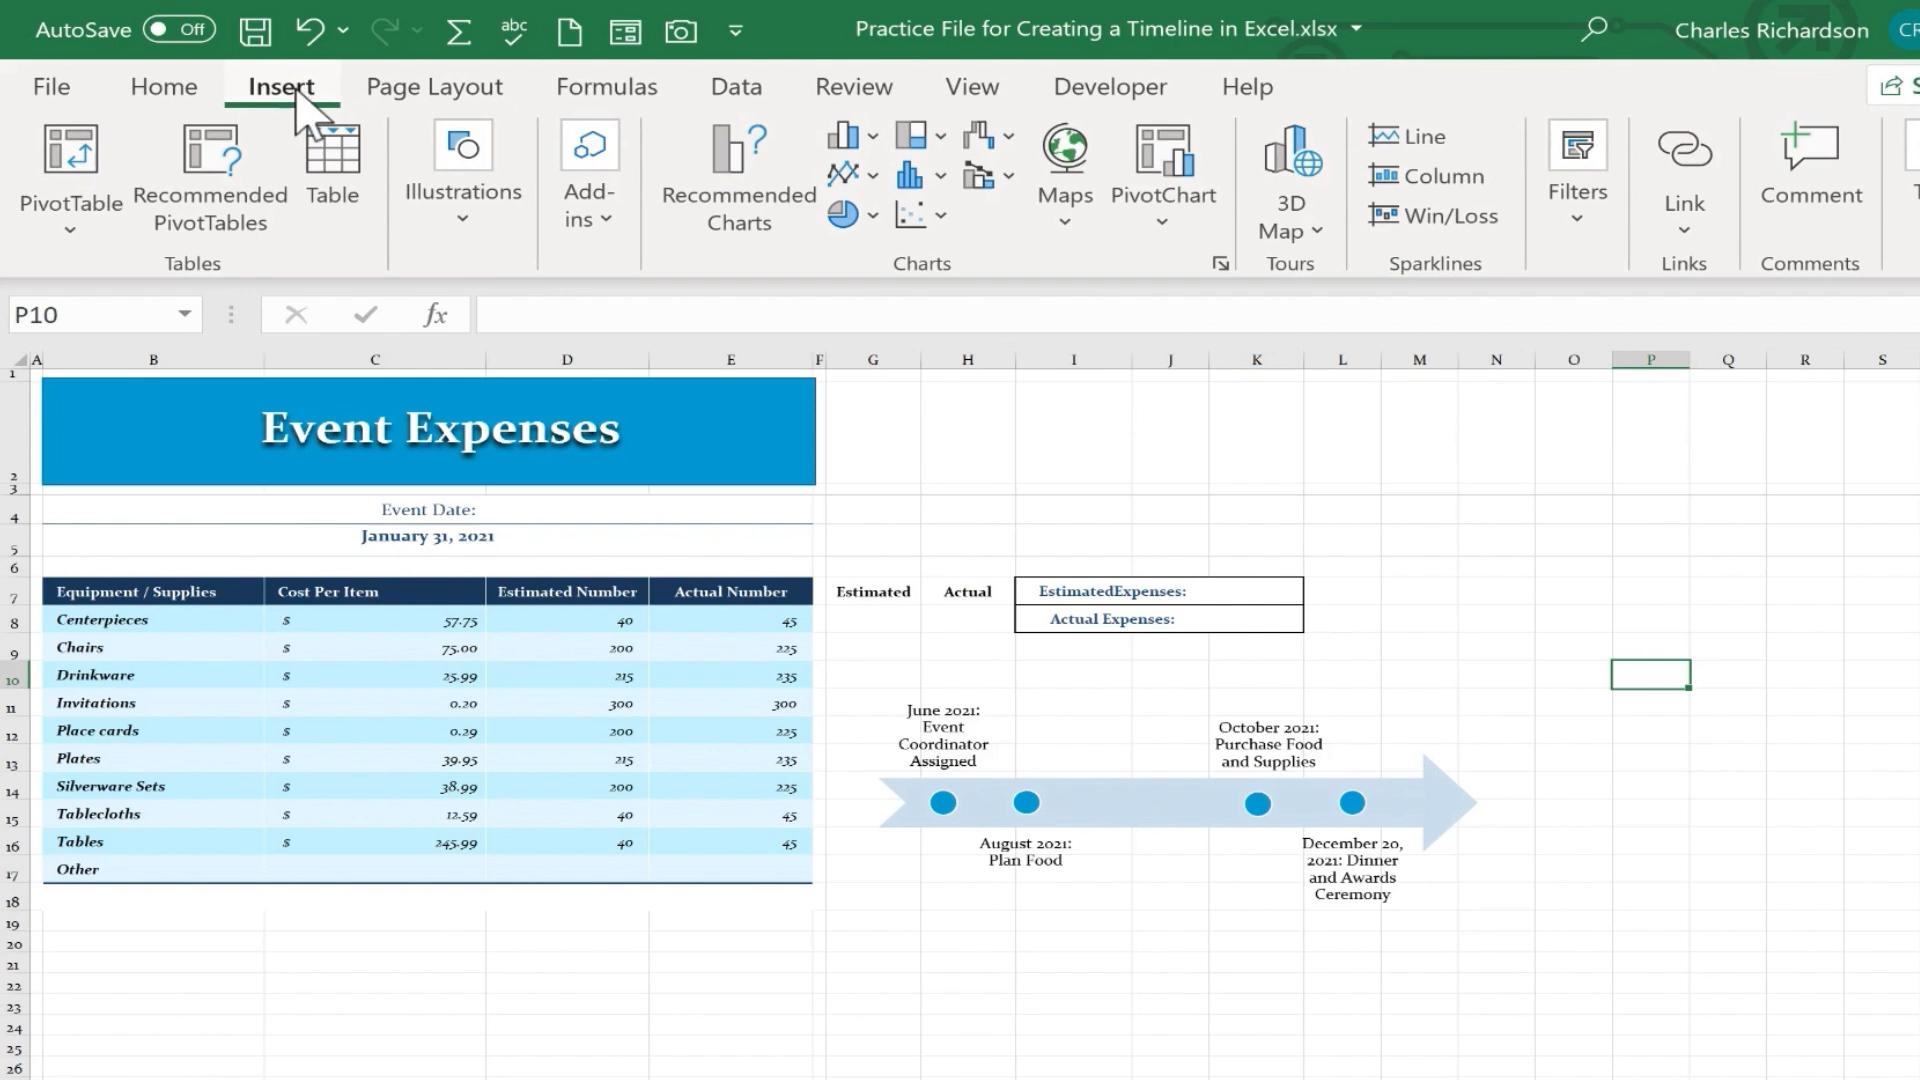 AutoSave Off Practice File for Creating a Timeline in Excel.xlsx Charles Richardson CR
File Home Insert Page Layout Formulas Data Review View Developer Help
PivotTable
Recommended
PivotTables
Table
Tables
Illustrations
Add-
ins
Recommended
Charts
Maps
PivotChart
Charts
3D
Map
Tours
Line
Column
Win/Loss
Sparklines
Filters
Link
Links
Comment
Comments
P10 fx
A B C D E F G H I J K L M N O P Q R S
1
2
3
4
5
6
7
8
9
10
11
12
13
14
15
16
17
18
19
20
21
22
23
24
25
26
Event Expenses
Event Date:
January 31, 2021
Equipment / Supplies Cost Per Item Estimated Number Actual Number
Centerpieces $ 57.75 40 45
Chairs $ 75.00 200 225
Drinkware $ 25.99 215 235
Invitations $ 0.20 300 300
Place cards $ 0.29 200 225
Plates $ 39.95 215 235
Silverware Sets $ 38.99 200 225
Tablecloths $ 12.59 40 45
Tables $ 245.99 40 45
Other
Estimated Actual
EstimatedExpenses:
Actual Expenses:
June 2021:
Event
Coordinator
Assigned
August 2021:
Plan Food
October 2021:
Purchase Food
and Supplies
December 20,
2021: Dinner
and Awards
Ceremony